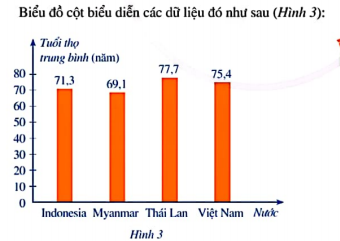 Biểu đồ cột biểu diễn các dữ liệu đó như sau (Hình 3):
Tuổi thọ
trung bình (năm)
80
70
60
50
40
30
20
10
0
71,3
69,1
77,7
75,4
Indonesia Myanmar Thái Lan Việt Nam Nước
Hình 3